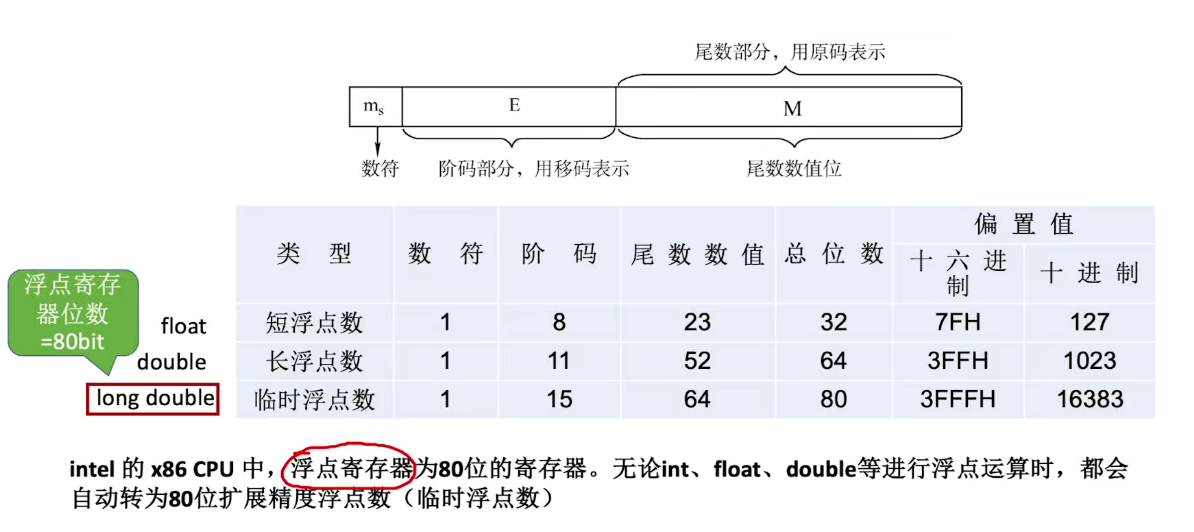 尾数部分，用原码表示
ms E M
数符 阶码部分，用移码表示 尾数数值位
类 型 数 符 阶 码 尾 数 数 值 总 位 数 偏 置 值
十 六 进 制 十 进 制
浮点寄存
器位数
=80bit
float 短浮点数 1 8 23 32 7FH 127
double 长浮点数 1 11 52 64 3FFH 1023
long double 临时浮点数 1 15 64 80 3FFFH 16383
intel 的 x86 CPU 中，浮点寄存器为80位的寄存器。无论int、float、double等进行浮点运算时，都会
自动转为80位扩展精度浮点数（临时浮点数）